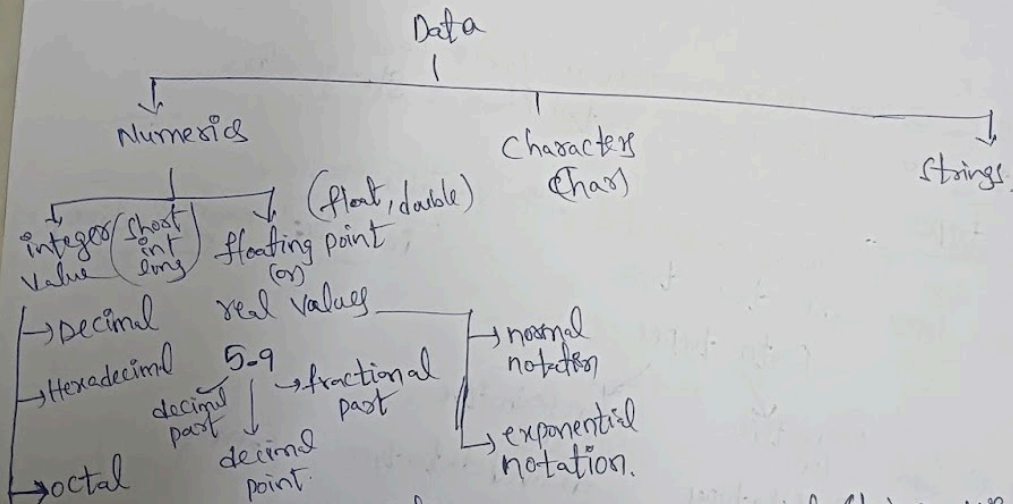 Data
Numerics
Characters
(Char)
Strings.
integer
value
(short
int
long)
(float, double)
floating point
(or)
real values
Decimal
Hexadecimal
octal
5.9
decimal
part
decimal
point.
fractional
part
normal
notation
exponential
notation.